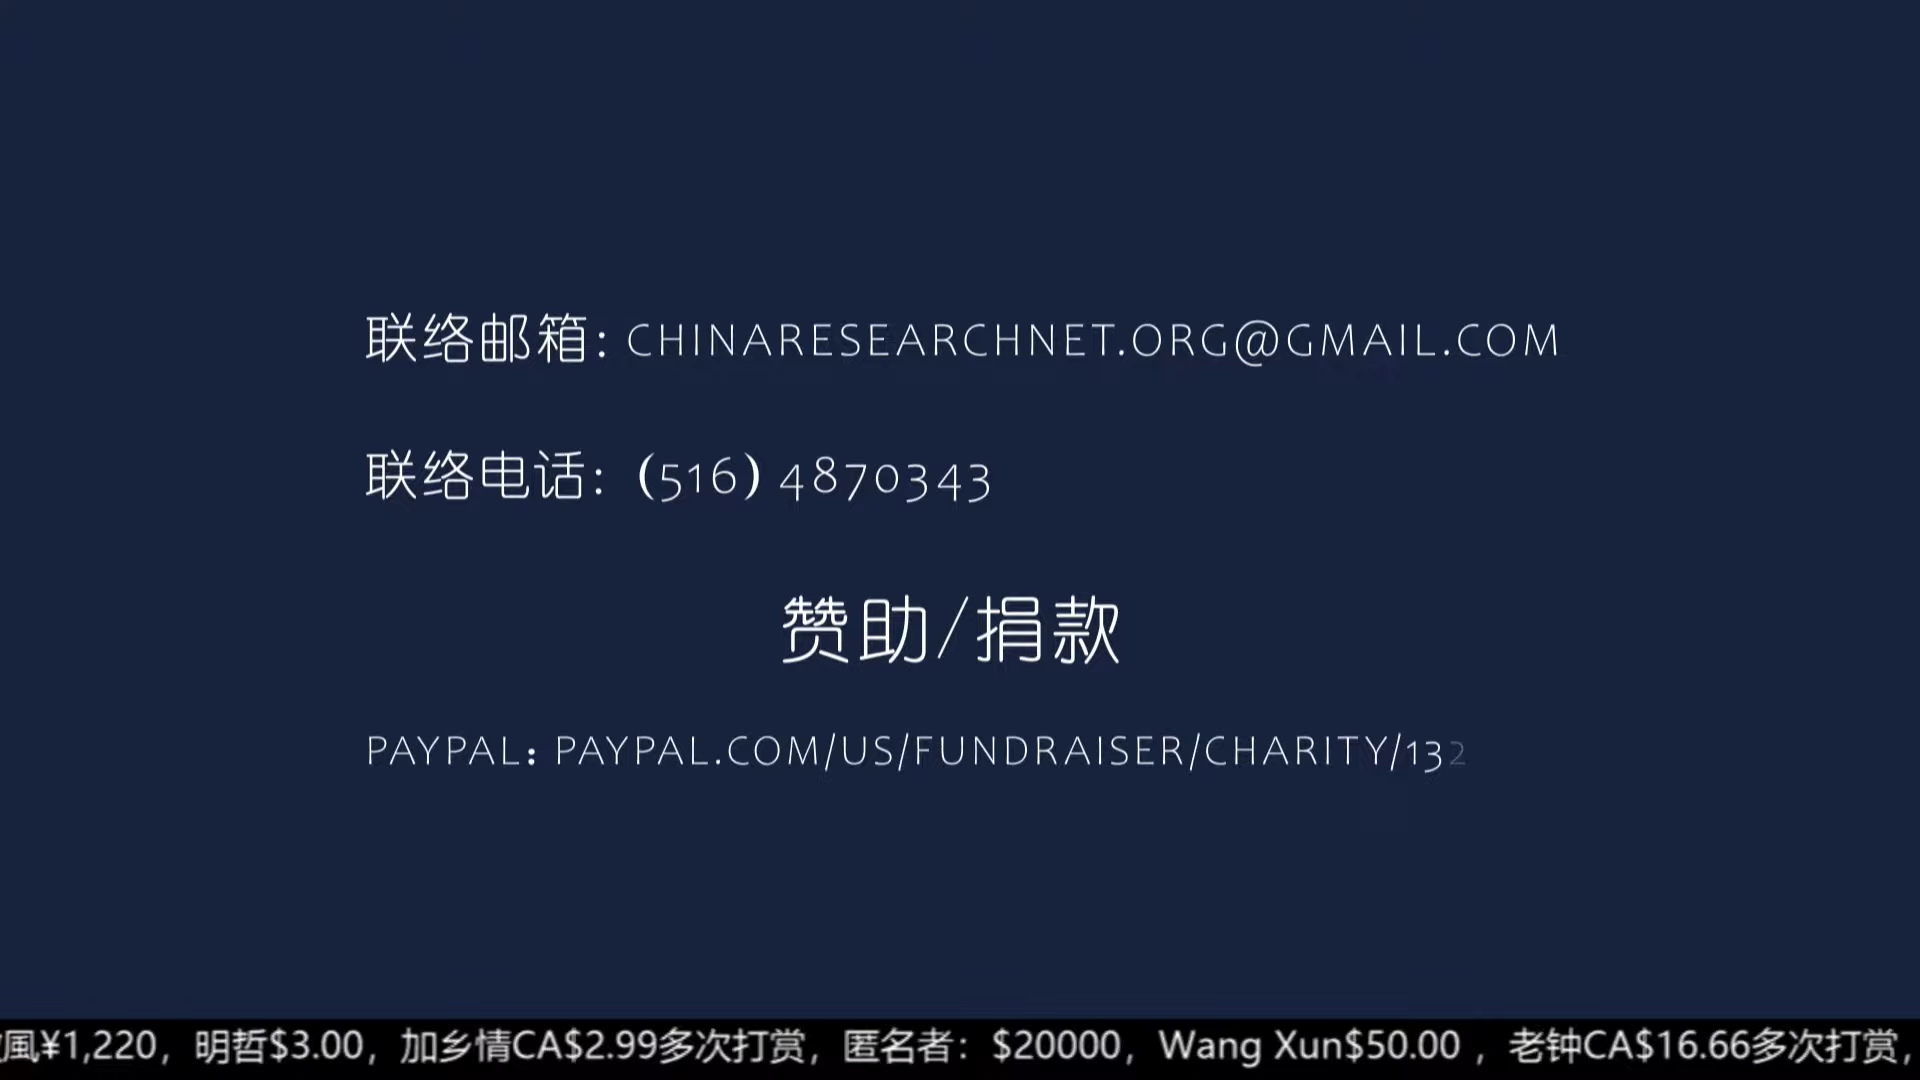 联络邮箱: CHINARESEARCHNET.ORG@GMAIL.COM
联络电话: (516) 4870343
赞助/捐款
PAYPAL: PAYPAL.COM/US/FUNDRAISER/CHARITY/132
風¥1,220，明哲$3.00，加乡情CA$2.99多次打赏，匿名者：$20000，Wang Xun$50.00 ，老钟CA$16.66多次打赏，